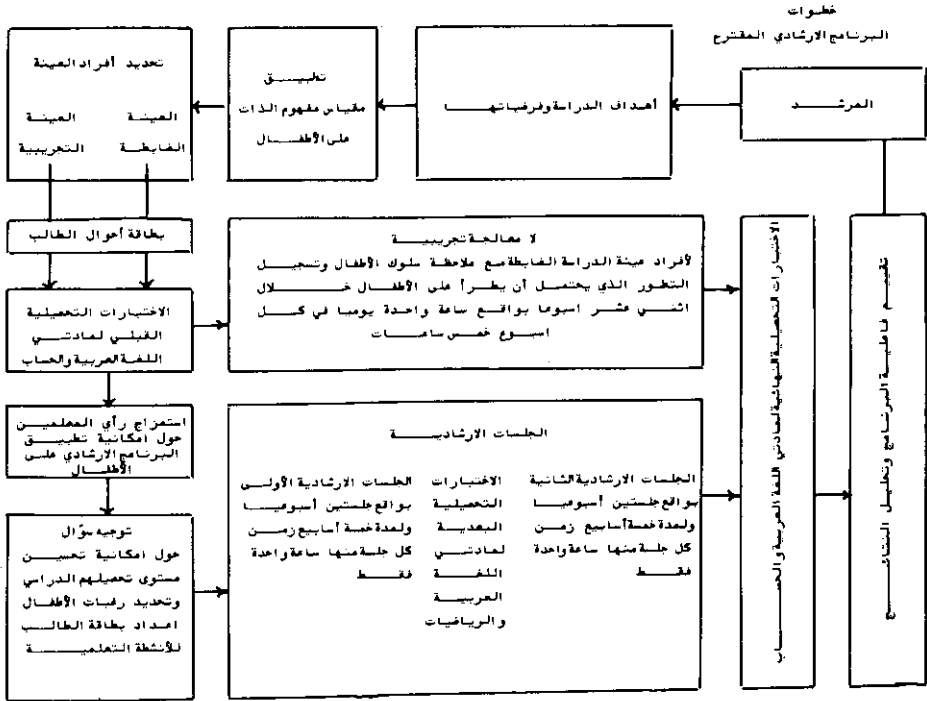 خطوات
البرنامج الارشادي المقترح
المرشد
أهداف الدراسة وفرضياتها
تطبيق
مقياس مفهوم الذات
على الأطفال
تحديد أفراد العينة
العينة
الضابطة
العينة
التجريبية
بطاقة أحوال الطالب
الاختبارات التحصيلية
القبلي لمادتي
اللغة العربية والحساب
لا معالجة تجريبية
لأفراد عينة الدراسة الضابطة مع ملاحظة سلوك الأطفال وتسجيل
التطور الذي يحتمل أن يطرأ على الأطفال خلال
اثني عشر اسبوعا بواقع ساعة واحدة يوميا في كل
اسبوع خمس ساعات
استمزاج رأي المعلمين
حول امكانية تطبيق
البرنامج الارشادي على
الأطفال
توجيه سؤال
حول امكانية تحسين
مستوى تحصيلهم الدراسي
وتحديد رغبات الأطفال
اعداد بطاقة الطالب
للأنشطة التعلمية
الجلسات الارشادية
الجلسات الارشادية الأولى
بواقع جلستين أسبوعيا
ولمدة خمسة أسابيع زمن
كل جلسة منها ساعة واحدة
فقط
الاختبارات
التحصيلية
البعدية
لمادتي
اللغة
العربية
والرياضيات
الجلسات الارشادية الثانية
بواقع جلستين أسبوعيا
ولمدة خمسة أسابيع زمن
كل جلسة منها ساعة واحدة
فقط
الاختبارات التحصيلية النهائية لمادتي اللغة العربية والحساب
تقييم فاعلية البرنامج وتحليل النتائج